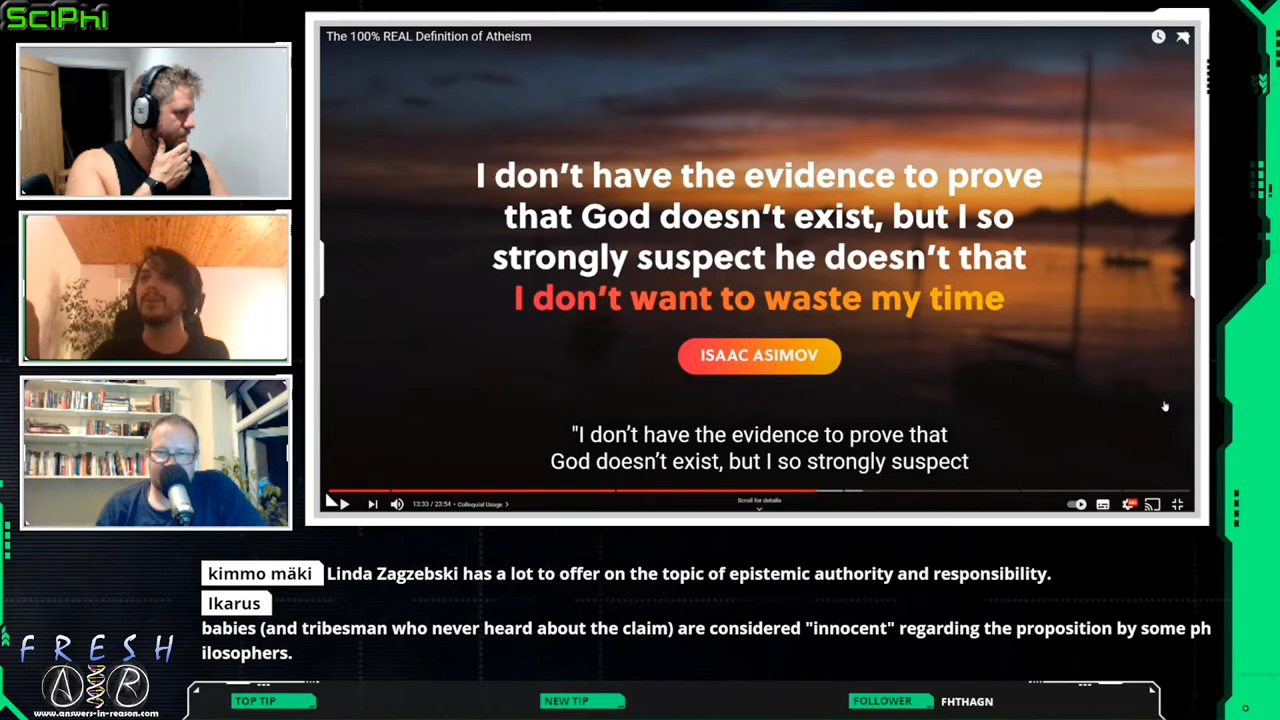 SciPhi
The 100% REAL Definition of Atheism
I don't have the evidence to prove
that God doesn't exist, but I so
strongly suspect he doesn't that
I don't want to waste my time
ISAAC ASIMOV
"I don't have the evidence to prove that
God doesn't exist, but I so strongly suspect
13:33 / 23:54 • Colloquial Usage >
Scroll for details
kimmo mäki Linda Zagzebski has a lot to offer on the topic of epistemic authority and responsibility.
Ikarus
babies (and tribesman who never heard about the claim) are considered "innocent" regarding the proposition by some ph
ilosophers.
FRESH
A R
www.answers-in-reason.com
TOP TIP NEW TIP FOLLOWER FHTHAGN